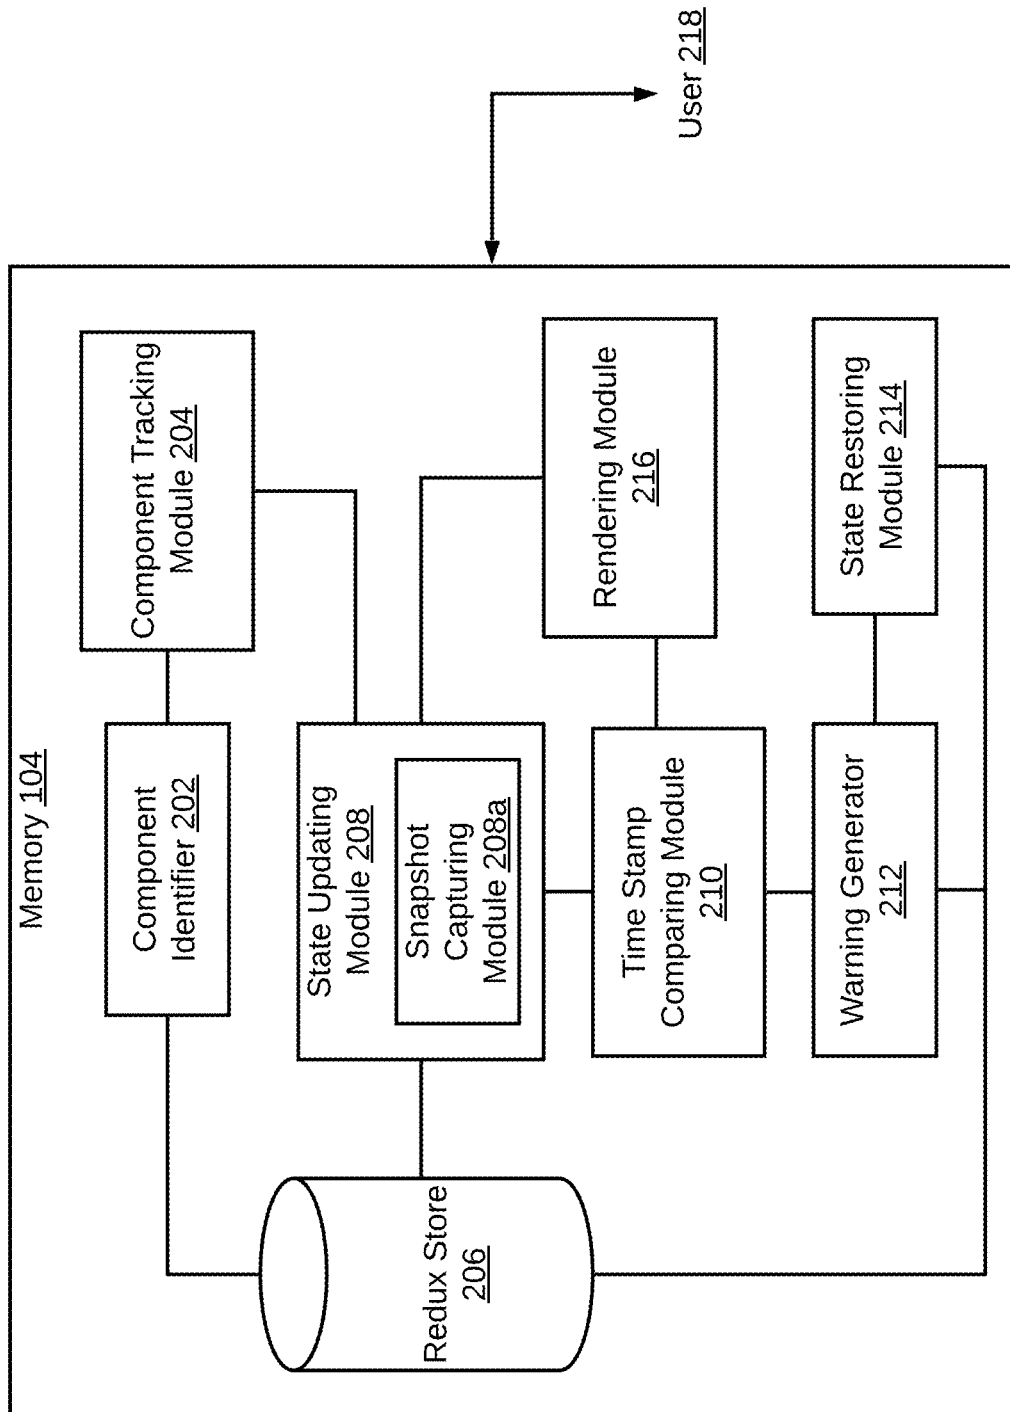 Memory 104
Component
Identifier 202
Component Tracking
Module 204
Redux Store
206
State Updating
Module 208
Snapshot
Capturing
Module 208a
Time Stamp
Comparing Module
210
Rendering Module
216
Warning Generator
212
State Restoring
Module 214
User 218